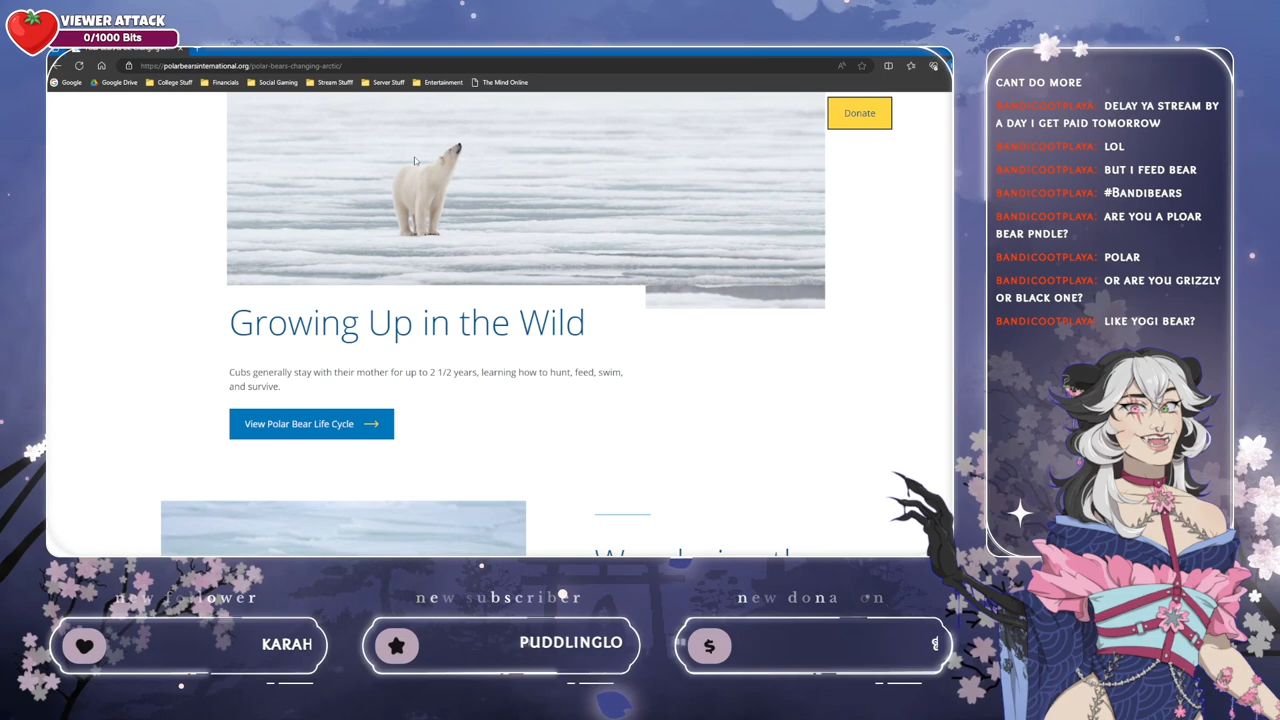 VIEWER ATTACK
0/1000 Bits
https://polarbearsinternational.org/polar-bears-changing-arctic/
Google
Google Drive
College Stuff
Financials
Social Gaming
Stream Stufff
Server Stuff
Entertainment
The Mind Online
Donate
Growing Up in the Wild
Cubs generally stay with their mother for up to 2 1/2 years, learning how to hunt, feed, swim,
and survive.
View Polar Bear Life Cycle
CANT DO MORE
BANDICOOTPLAYA: DELAY YA STREAM BY
A DAY I GET PAID TOMORROW
BANDICOOTPLAYA: LOL
BANDICOOTPLAYA: BUT I FEED BEAR
BANDICOOTPLAYA: #BANDIBEARS
BANDICOOTPLAYA: ARE YOU A PLOAR
BEAR PNDLE?
BANDICOOTPLAYA: POLAR
BANDICOOTPLAYA: OR ARE YOU GRIZZLY
OR BLACK ONE?
BANDICOOTPLAYA: LIKE YOGI BEAR?
new follower
KARAH
new subscriber
PUDDLINGLO
new dona on
$